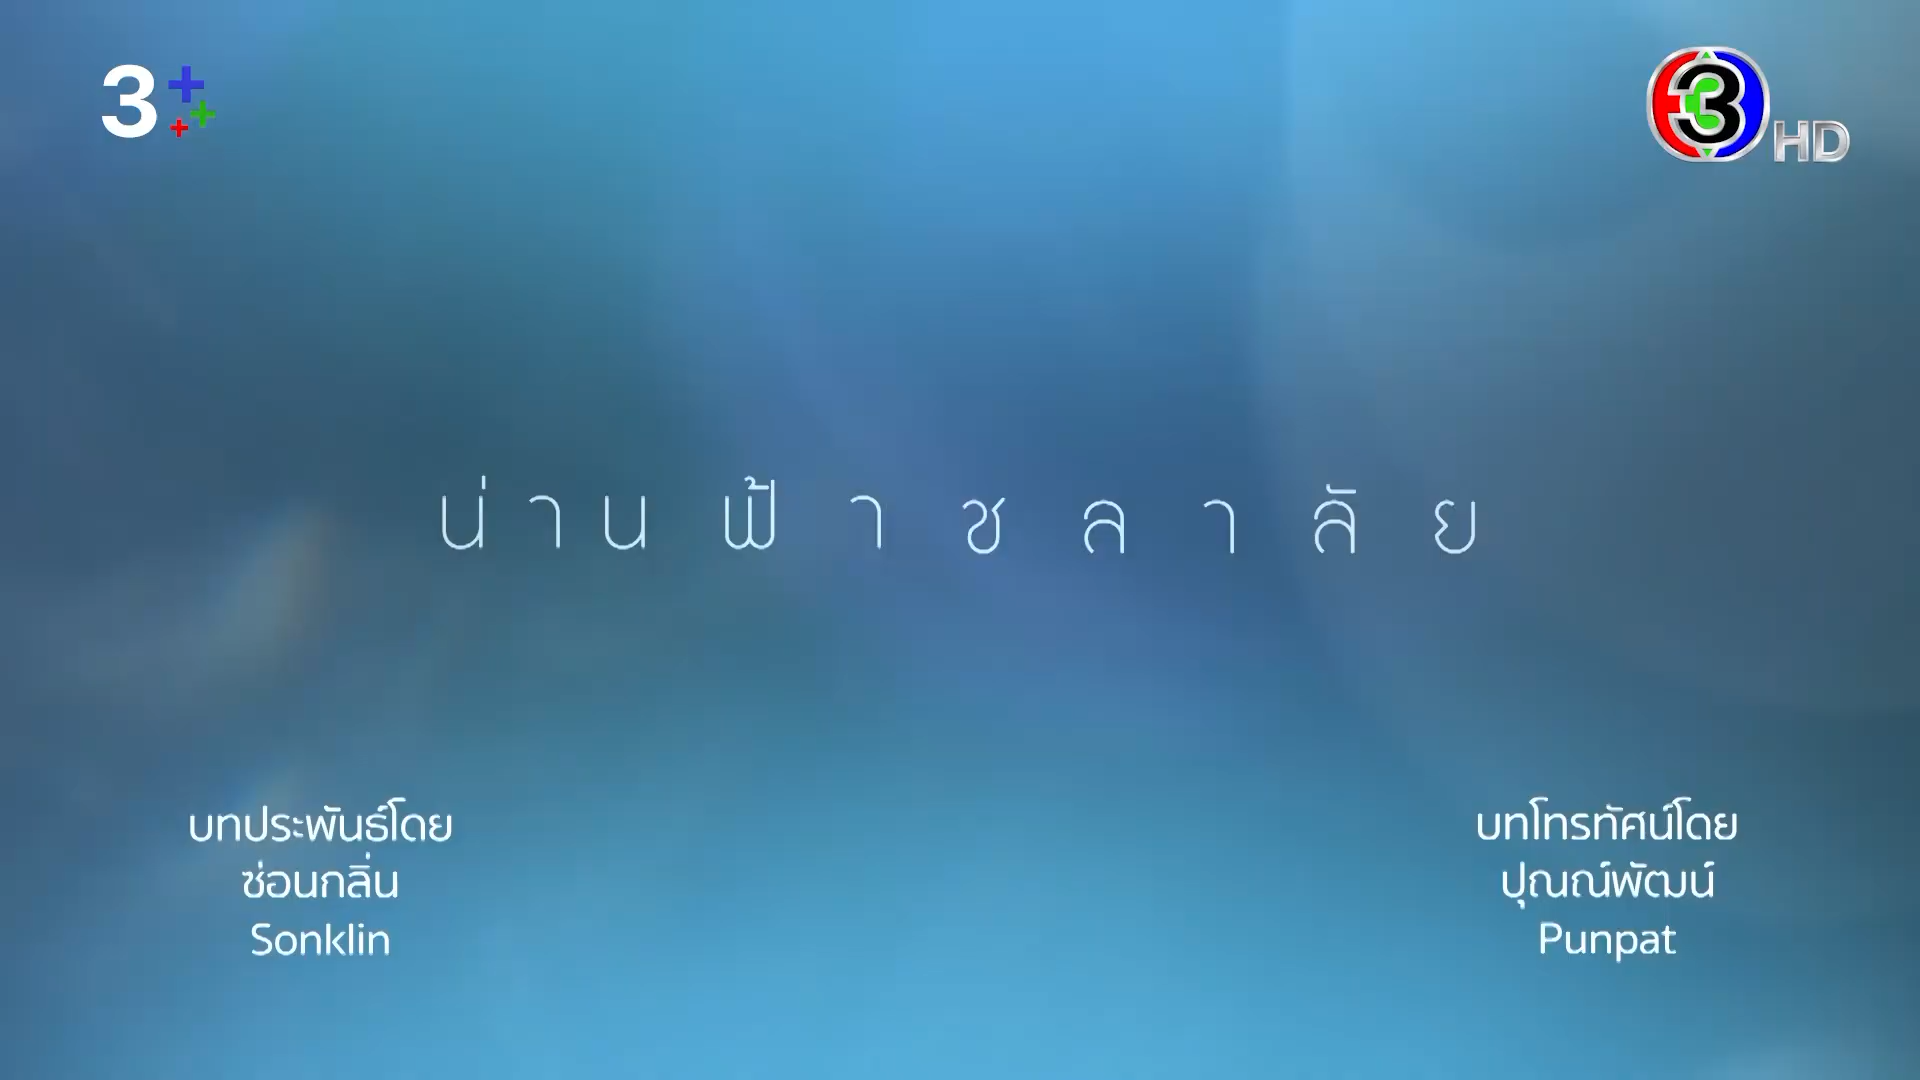 3+
3 HD
น่านฟ้าชลาลัย
บทประพันธ์โดย
ซ่อนกลิ่น
Sonklin
บทโทรทัศน์โดย
ปุณณ์พัฒน์
Punpat